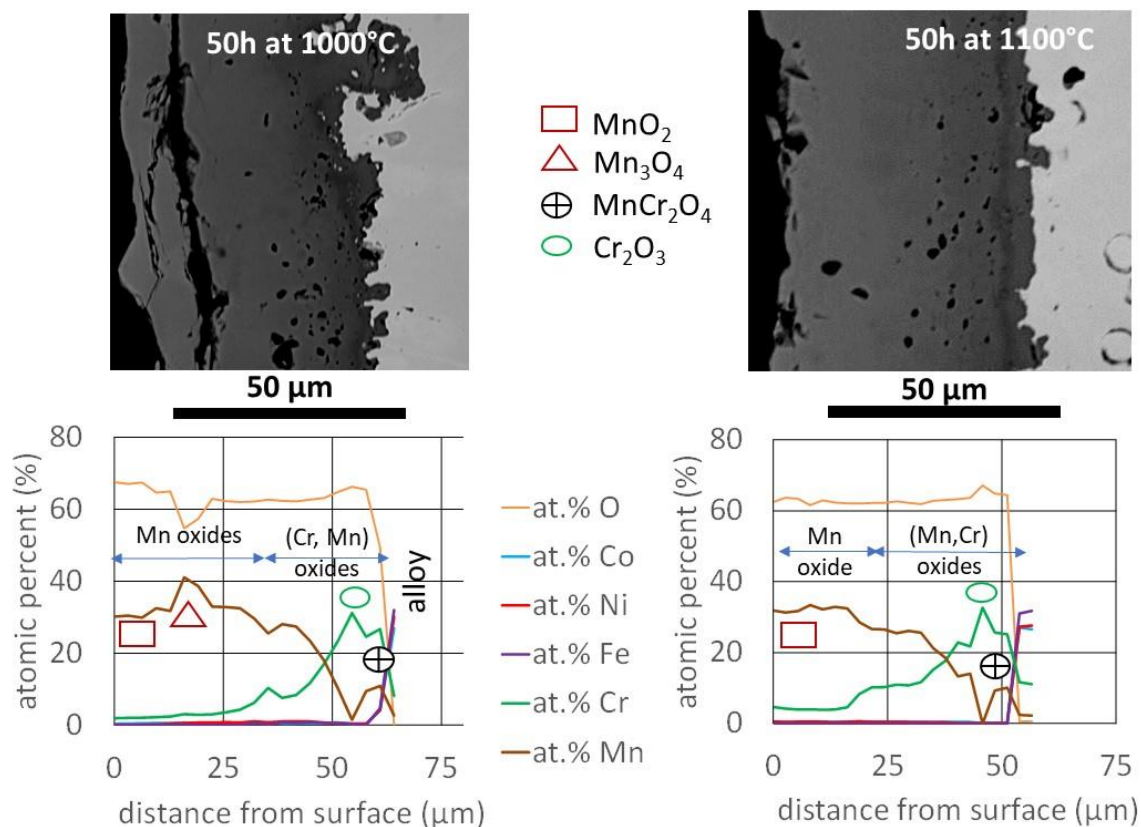 50h at 1000°C
50 µm
MnO₂
Mn₃O₄
MnCr₂O₄
Cr₂O₃
50h at 1100°C
50 µm
atomic percent (%)
80
60
40
20
0
Mn oxides
(Cr, Mn)
oxides
alloy
0
25
50
75
distance from surface (µm)
at.% O
at.% Co
at.% Ni
at.% Fe
at.% Cr
at.% Mn
atomic percent (%)
80
60
40
20
0
Mn
oxide
(Mn,Cr)
oxides
0
25
50
75
distance from surface (µm)